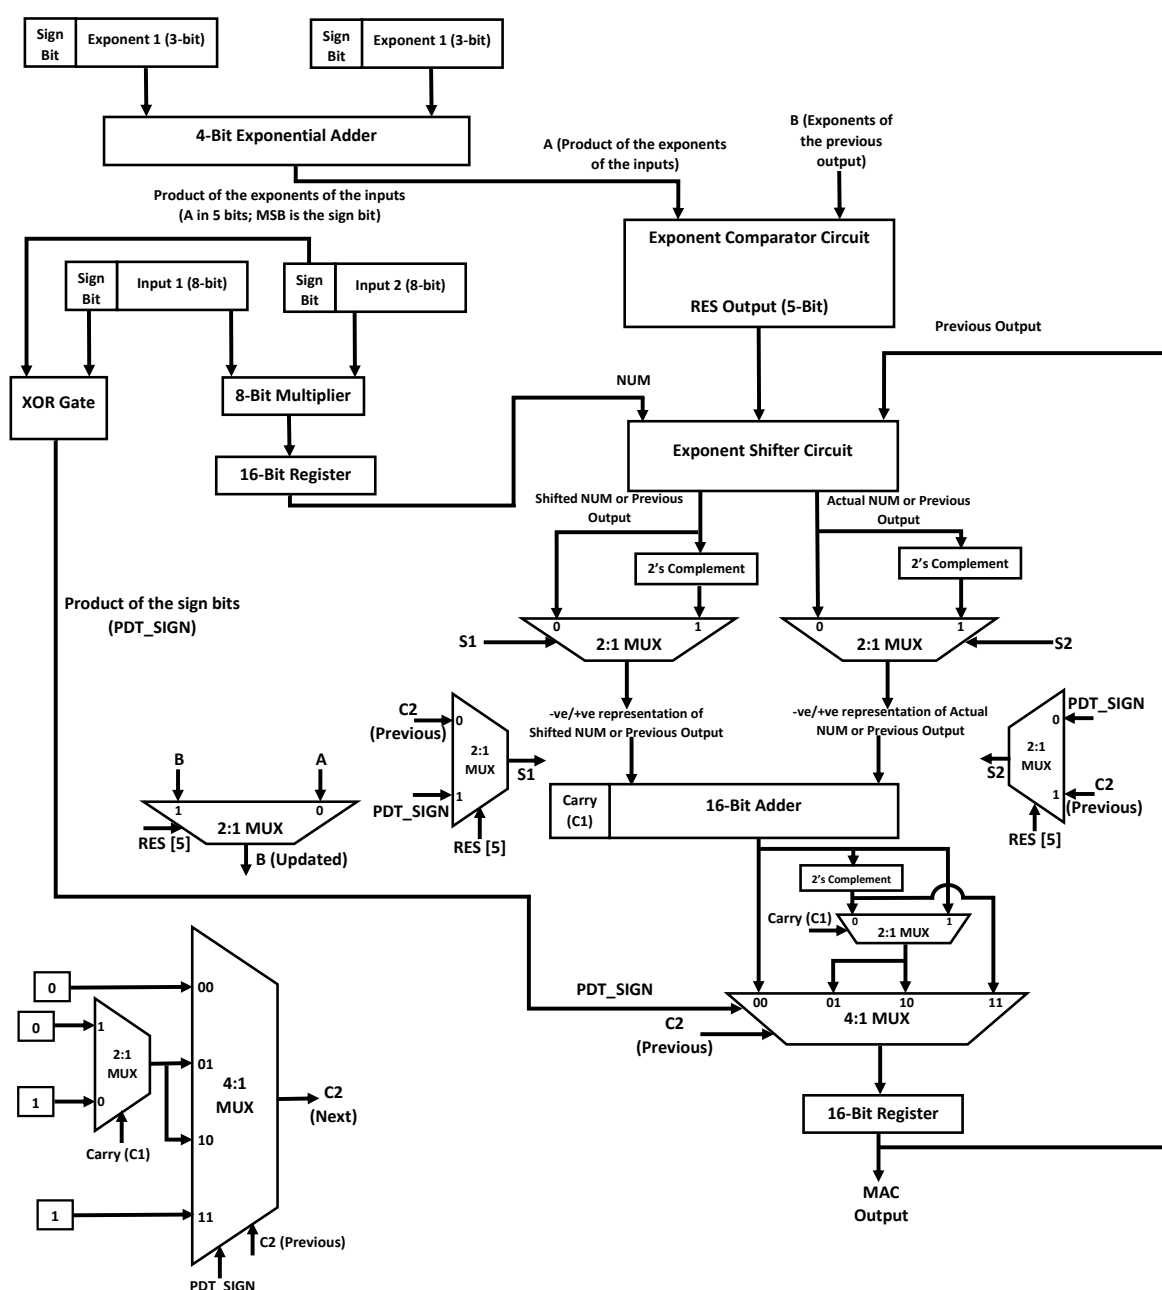 Sign
Bit
Exponent 1 (3-bit)
Sign
Bit
Exponent 1 (3-bit)
4-Bit Exponential Adder
A (Product of the exponents
of the inputs)
B (Exponents of
the previous
output)
Product of the exponents of the inputs
(A in 5 bits; MSB is the sign bit)
Exponent Comparator Circuit
RES Output (5-Bit)
Sign
Bit
Input 1 (8-bit)
Sign
Bit
Input 2 (8-bit)
Previous Output
XOR Gate
8-Bit Multiplier
NUM
16-Bit Register
Exponent Shifter Circuit
Shifted NUM or Previous
Output
Actual NUM or Previous
Output
2's Complement
2's Complement
Product of the sign bits
(PDT_SIGN)
0
1
2:1 MUX
S1
0
1
2:1 MUX
S2
C2
(Previous)
0
2:1
MUX
S1
PDT_SIGN
1
RES [5]
-ve/+ve representation of
Shifted NUM or Previous Output
-ve/+ve representation of Actual
NUM or Previous Output
PDT_SIGN
0
2:1
MUX
S2
1
C2
(Previous)
RES [5]
B
A
1
0
2:1 MUX
RES [5]
B (Updated)
Carry
(C1)
16-Bit Adder
2's Complement
Carry (C1)
0
1
2:1 MUX
PDT_SIGN
00
01
10
11
4:1 MUX
C2
(Previous)
16-Bit Register
MAC
Output
0
00
0
1
2:1
MUX
01
1
0
4:1
MUX
C2
(Next)
10
Carry (C1)
1
11
C2 (Previous)
PDT_SIGN